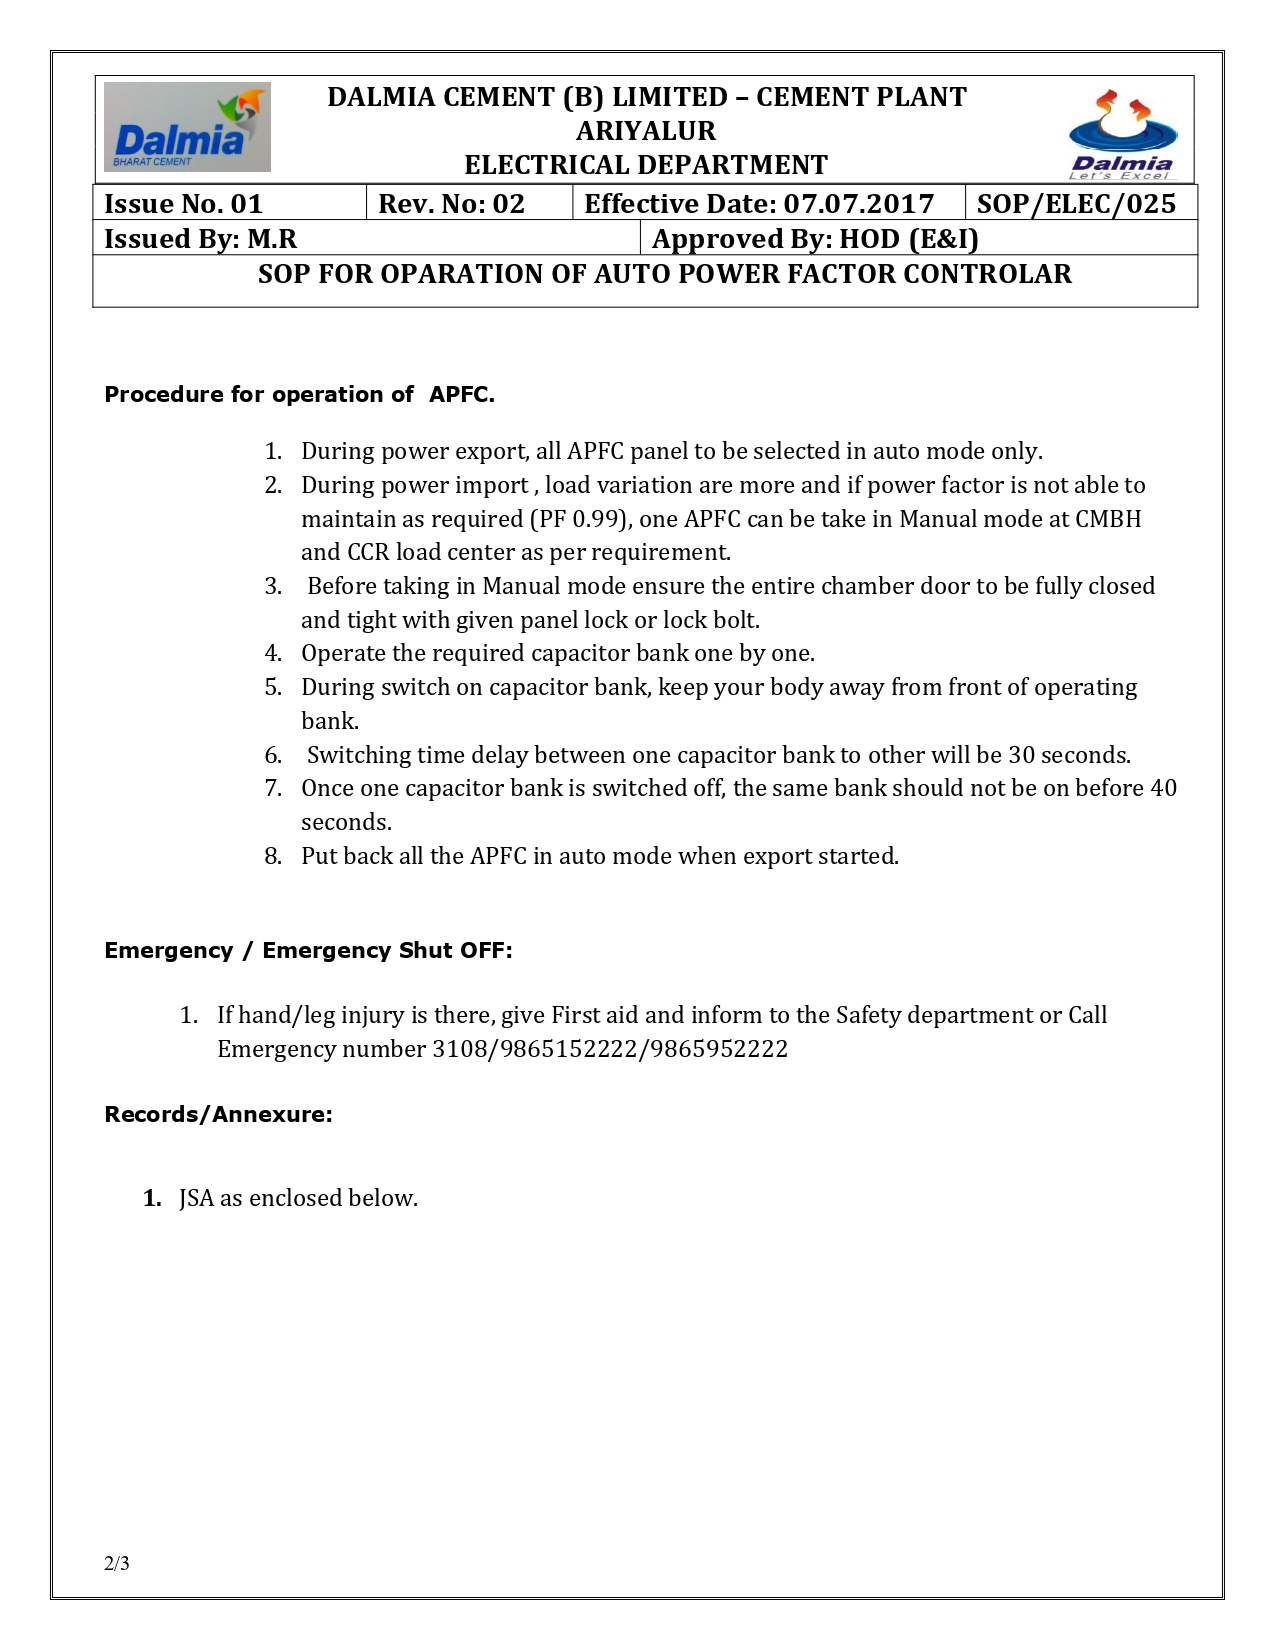 Dalmia
BHARAT CEMENT
DALMIA CEMENT (B) LIMITED – CEMENT PLANT
ARIYALUR
ELECTRICAL DEPARTMENT
Dalmia
Let's Excel
Issue No. 01 Rev. No: 02 Effective Date: 07.07.2017 SOP/ELEC/025
Issued By: M.R Approved By: HOD (E&I)
SOP FOR OPARATION OF AUTO POWER FACTOR CONTROLAR
Procedure for operation of APFC.
1. During power export, all APFC panel to be selected in auto mode only.
2. During power import , load variation are more and if power factor is not able to
maintain as required (PF 0.99), one APFC can be take in Manual mode at CMBH
and CCR load center as per requirement.
3. Before taking in Manual mode ensure the entire chamber door to be fully closed
and tight with given panel lock or lock bolt.
4. Operate the required capacitor bank one by one.
5. During switch on capacitor bank, keep your body away from front of operating
bank.
6. Switching time delay between one capacitor bank to other will be 30 seconds.
7. Once one capacitor bank is switched off, the same bank should not be on before 40
seconds.
8. Put back all the APFC in auto mode when export started.
Emergency / Emergency Shut OFF:
1. If hand/leg injury is there, give First aid and inform to the Safety department or Call
Emergency number 3108/9865152222/9865952222
Records/Annexure:
1. JSA as enclosed below.
2/3